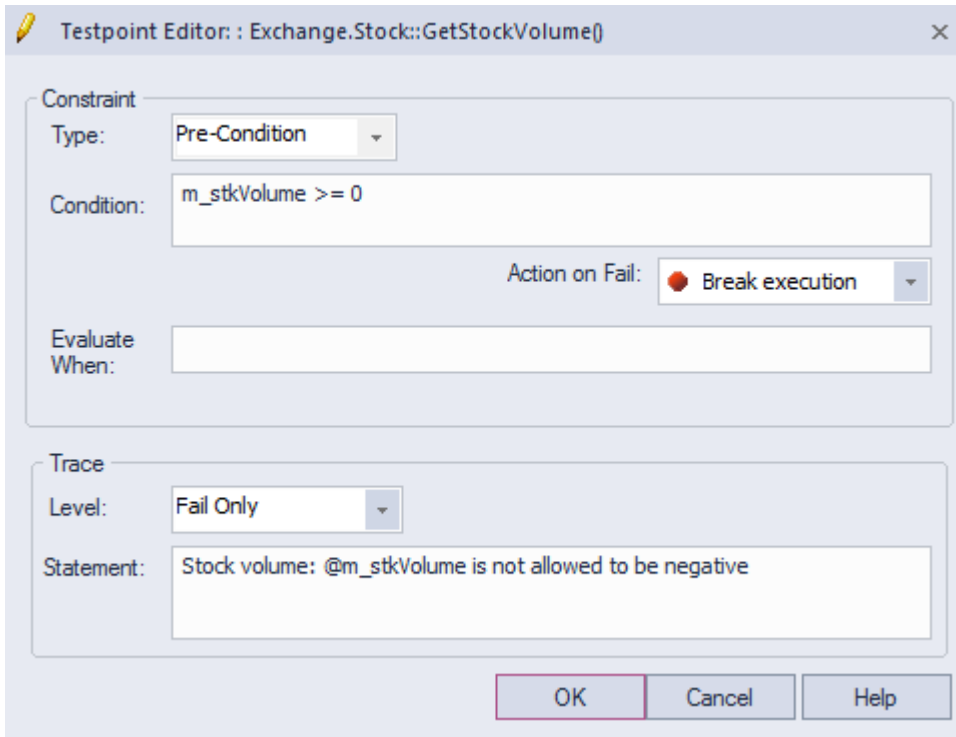 Testpoint Editor: : Exchange.Stock::GetStockVolume()
Constraint
Type: Pre-Condition
Condition: m_stkVolume >= 0
Action on Fail: Break execution
Evaluate
When:
Trace
Level: Fail Only
Statement: Stock volume: @m_stkVolume is not allowed to be negative
OK Cancel Help